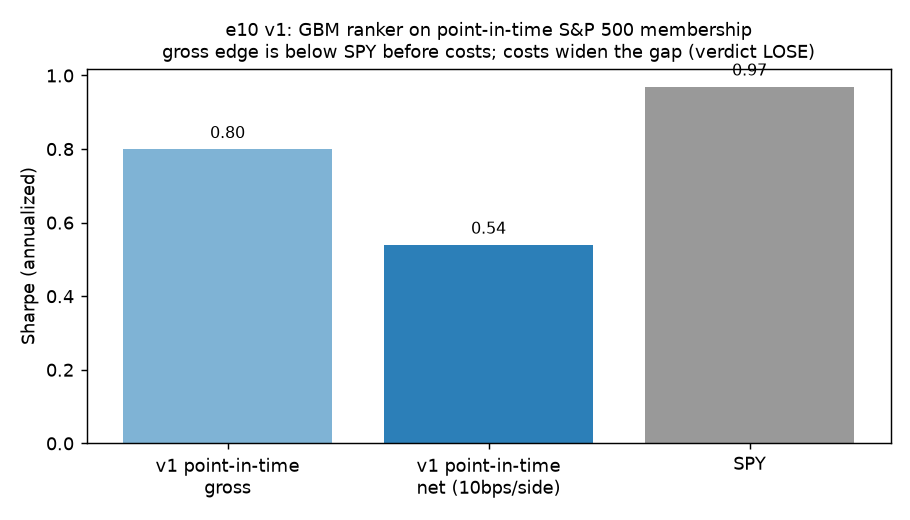 e10 v1: GBM ranker on point-in-time S&P 500 membership
gross edge is below SPY before costs; costs widen the gap (verdict LOSE)
1.0
0.8
0.6
0.4
0.2
0.0
Sharpe (annualized)
0.80
0.54
0.97
v1 point-in-time
gross
v1 point-in-time
net (10bps/side)
SPY